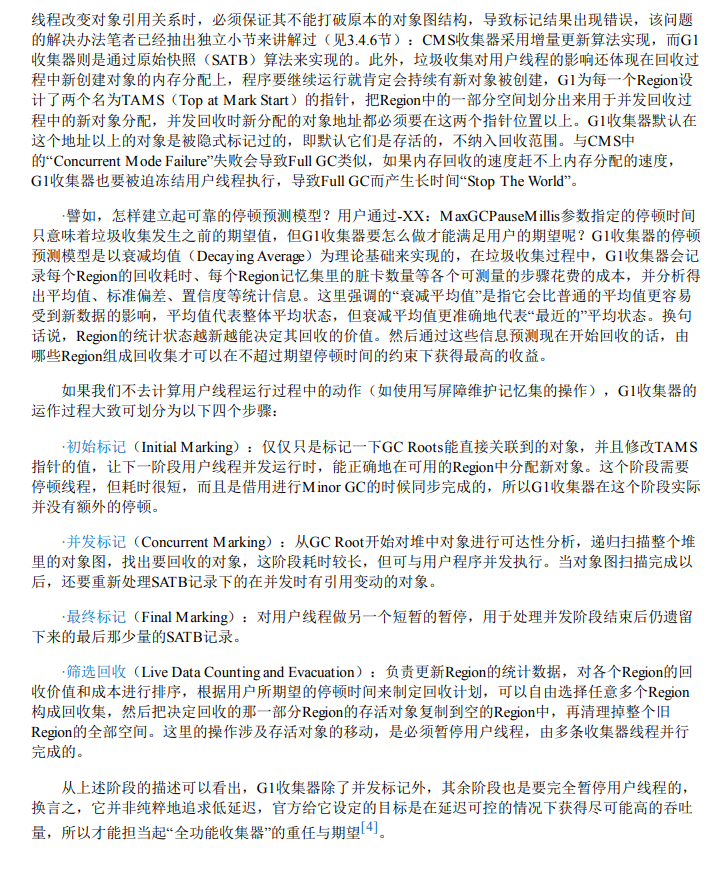 线程改变对象引用关系时，必须保证其不能打破原本的对象图结构，导致标记结果出现错误，该问题
的解决办法笔者已经抽出独立小节来讲解过（见3.4.6节）：CMS收集器采用增量更新算法实现，而G1
收集器则是通过原始快照（SATB）算法来实现的。此外，垃圾收集对用户线程的影响还体现在回收过
程中新创建对象的内存分配上，程序要继续运行就肯定会持续有新对象被创建，G1为每一个Region设
计了两个名为TAMS（Top at Mark Start）的指针，把Region中的一部分空间划分出来用于并发回收过
程中的新对象分配，并发回收时新分配的对象地址都必须要在这两个指针位置以上。G1收集器默认在
这个地址以上的对象是被隐式标记过的，即默认它们是存活的，不纳入回收范围。与CMS中
的“Concurrent Mode Failure”失败会导致Full GC类似，如果内存回收的速度赶不上内存分配的速度，
G1收集器也要被迫冻结用户线程执行，导致Full GC而产生长时间“Stop The World”。
·譬如，怎样建立起可靠的停顿预测模型？用户通过-XX：MaxGCPauseMillis参数指定的停顿时间
只意味着垃圾收集发生之前的期望值，但G1收集器要怎么做才能满足用户的期望呢？G1收集器的停顿
预测模型是以衰减均值（Decaying Average）为理论基础来实现的，在垃圾收集过程中，G1收集器会记
录每个Region的回收耗时、每个Region记忆集里的脏卡数量等各个可测量的步骤花费的成本，并分析得
出平均值、标准偏差、置信度等统计信息。这里强调的“衰减平均值”是指它会比普通的平均值更容易
受到新数据的影响，平均值代表整体平均状态，但衰减平均值更准确地代表“最近的”平均状态。换句
话说，Region的统计状态越新越能决定其回收的价值。然后通过这些信息预测现在开始回收的话，由
哪些Region组成回收集才可以在不超过期望停顿时间的约束下获得最高的收益。
如果我们不去计算用户线程运行过程中的动作（如使用写屏障维护记忆集的操作），G1收集器的
运作过程大致可划分为以下四个步骤：
·初始标记（Initial Marking）：仅仅只是标记一下GC Roots能直接关联到的对象，并且修改TAMS
指针的值，让下一阶段用户线程并发运行时，能正确地在可用的Region中分配新对象。这个阶段需要
停顿线程，但耗时很短，而且是借用进行Minor GC的时候同步完成的，所以G1收集器在这个阶段实际
并没有额外的停顿。
·并发标记（Concurrent Marking）：从GC Root开始对堆中对象进行可达性分析，递归扫描整个堆
里的对象图，找出要回收的对象，这阶段耗时较长，但可与用户程序并发执行。当对象图扫描完成以
后，还要重新处理SATB记录下的在并发时有引用变动的对象。
·最终标记（Final Marking）：对用户线程做另一个短暂的暂停，用于处理并发阶段结束后仍遗留
下来的最后那少量的SATB记录。
·筛选回收（Live Data Counting and Evacuation）：负责更新Region的统计数据，对各个Region的回
收价值和成本进行排序，根据用户所期望的停顿时间来制定回收计划，可以自由选择任意多个Region
构成回收集，然后把决定回收的那一部分Region的存活对象复制到空的Region中，再清理掉整个旧
Region的全部空间。这里的操作涉及存活对象的移动，是必须暂停用户线程，由多条收集器线程并行
完成的。
从上述阶段的描述可以看出，G1收集器除了并发标记外，其余阶段也是要完全暂停用户线程的，
换言之，它并非纯粹地追求低延迟，官方给它设定的目标是在延迟可控的情况下获得尽可能高的吞吐
量，所以才能担当起“全功能收集器”的重任与期望[4]。